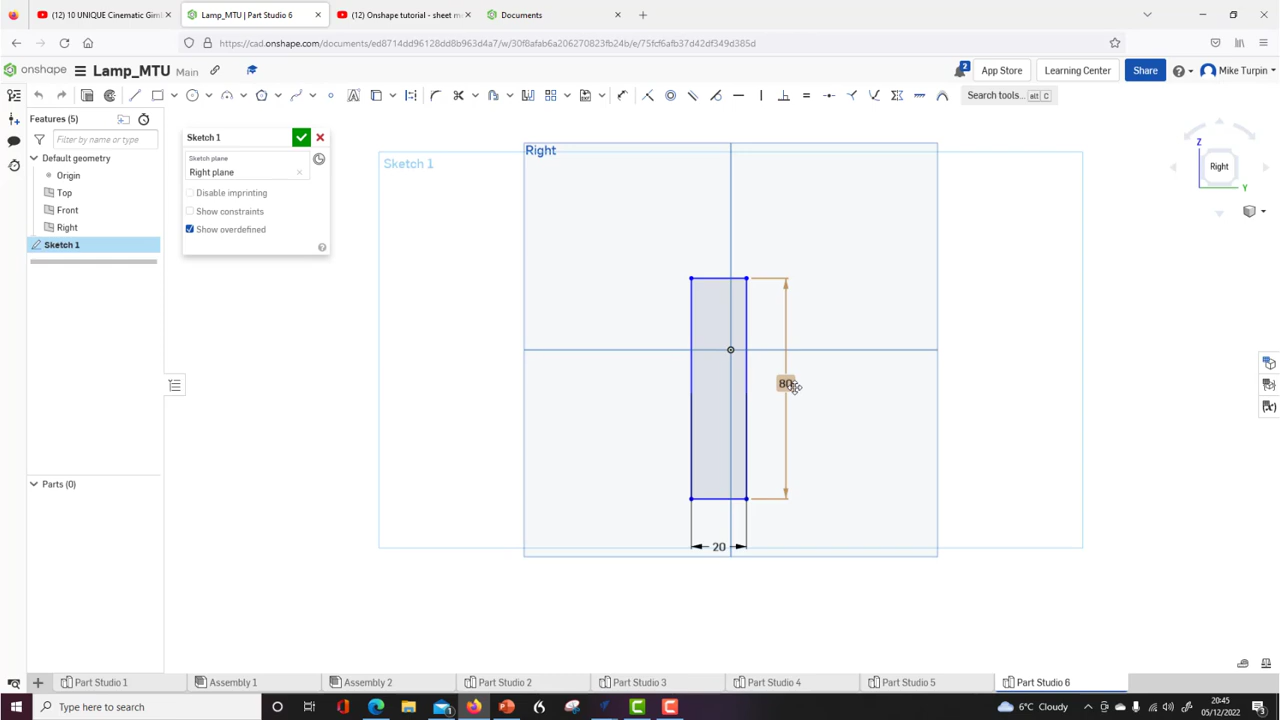 (12) 10 UNIQUE Cinematic Giml
Lamp_MTU | Part Studio 6
(12) Onshape tutorial - sheet m
Documents
https://cad.onshape.com/documents/ed8714dd96128dd8b963d4a7/w/30f8afab6a206270823fb24b/e/75fcf6afb37d42df349d385d
onshape
Lamp_MTU
Main
2
App Store
Learning Center
Share
Mike Turpin
Search tools...
alt C
Features (5)
Filter by name or type
Default geometry
Origin
Top
Front
Right
Sketch 1
Parts (0)
Sketch 1
Sketch plane
Right plane
Disable imprinting
Show constraints
Show overdefined
Sketch 1
Right
80
20
Z
Right
Y
(x)
Part Studio 1
Assembly 1
Assembly 2
Part Studio 2
Part Studio 3
Part Studio 4
Part Studio 5
Part Studio 6
Type here to search
6°C Cloudy
20:45
05/12/2022